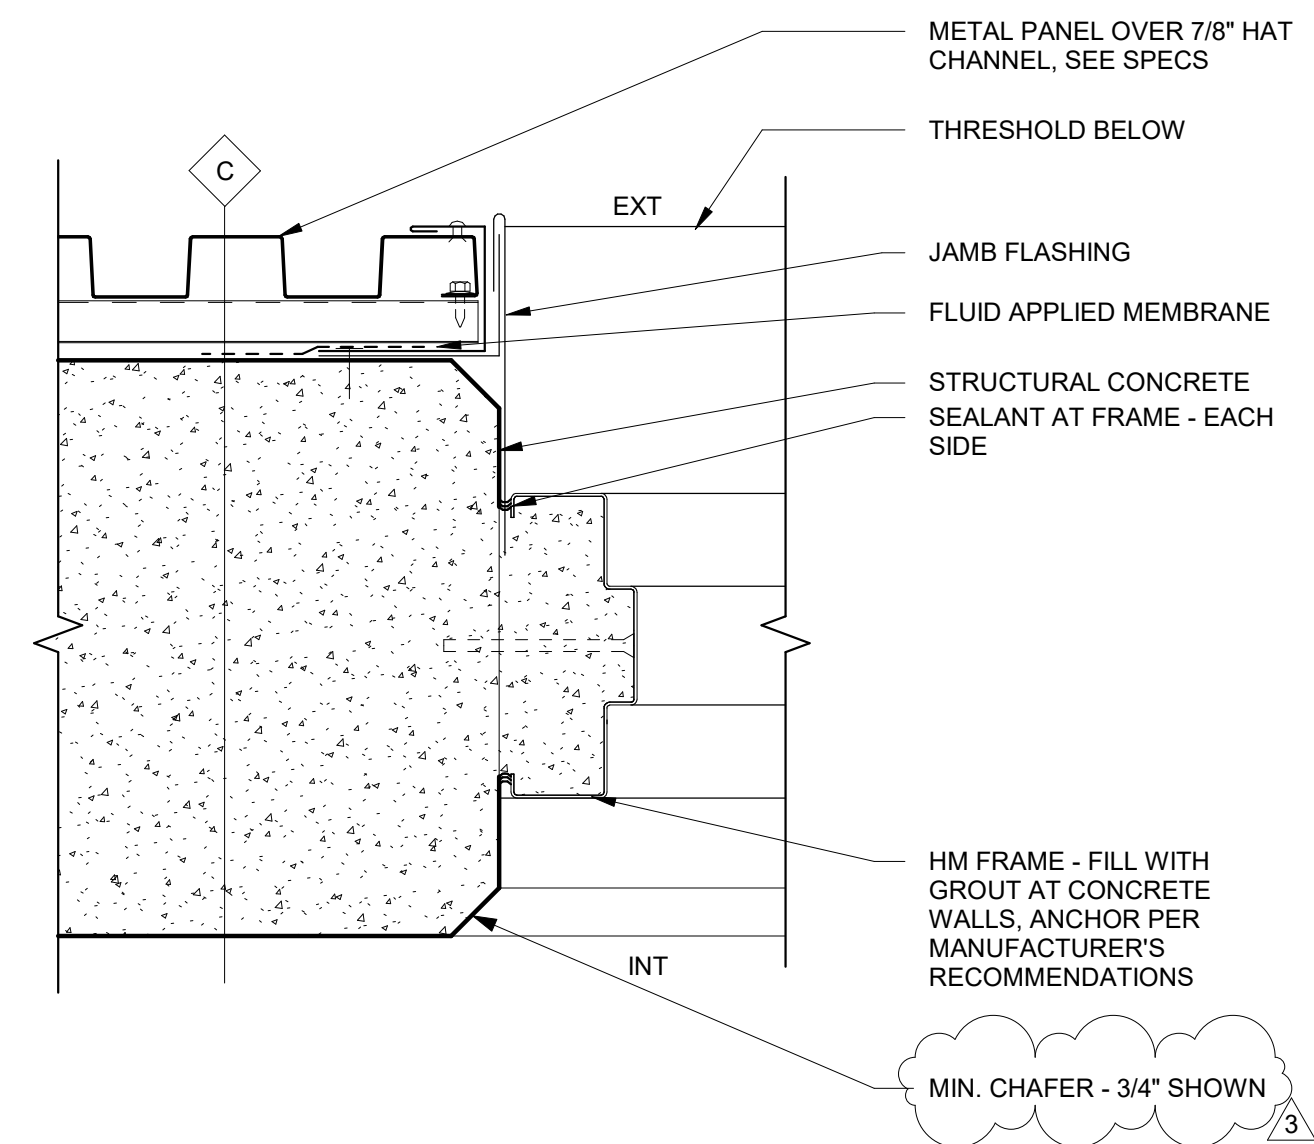 METAL PANEL OVER 7/8" HAT
CHANNEL, SEE SPECS
THRESHOLD BELOW
C
EXT
JAMB FLASHING
FLUID APPLIED MEMBRANE
STRUCTURAL CONCRETE
SEALANT AT FRAME - EACH
SIDE
HM FRAME - FILL WITH
GROUT AT CONCRETE
WALLS, ANCHOR PER
MANUFACTURER'S
RECOMMENDATIONS
INT
MIN. CHAFER - 3/4" SHOWN
3